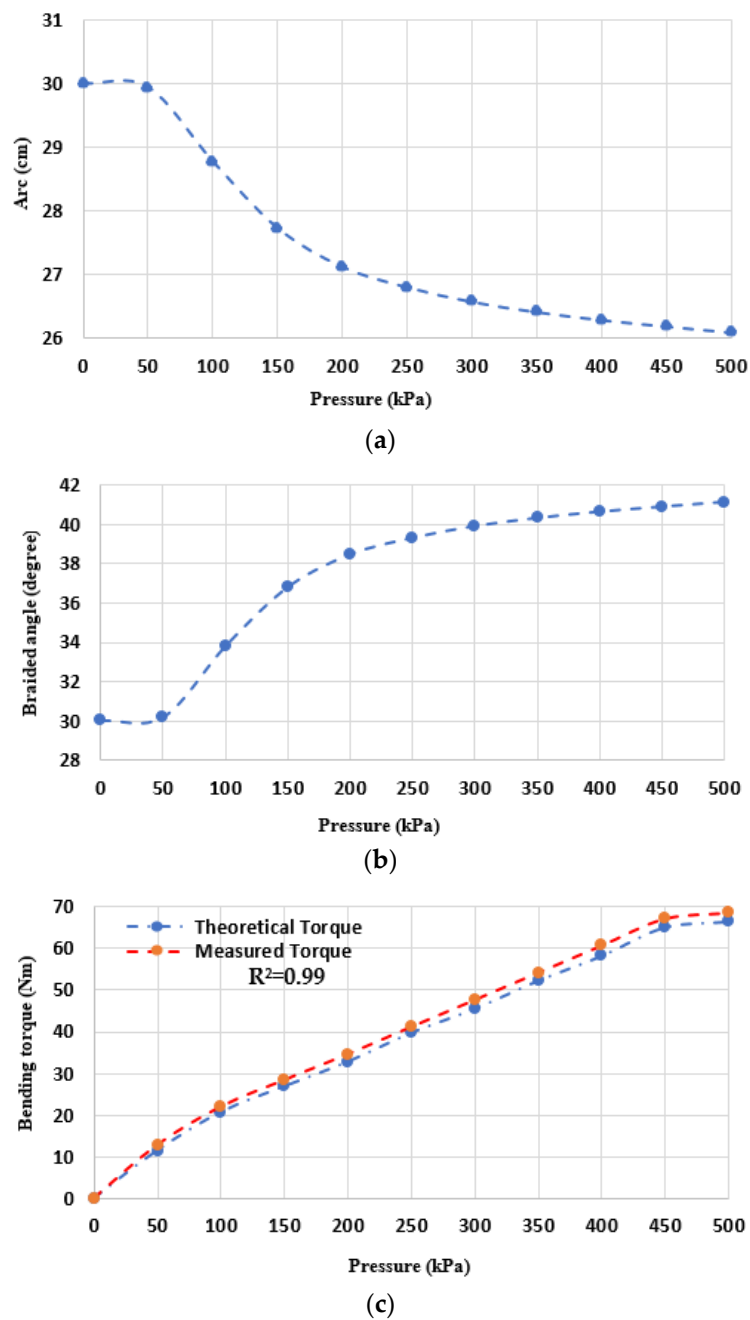 31
30
29
28
27
26
Arc (cm)
0 50 100 150 200 250 300 350 400 450 500
Pressure (kPa)
(a)
42
40
38
36
34
32
30
28
Braided angle (degree)
0 50 100 150 200 250 300 350 400 450 500
Pressure (kPa)
(b)
70
60
50
40
30
20
10
0
Bending torque (Nm)
Theoretical Torque
Measured Torque
R²=0.99
0 50 100 150 200 250 300 350 400 450 500
Pressure (kPa)
(c)